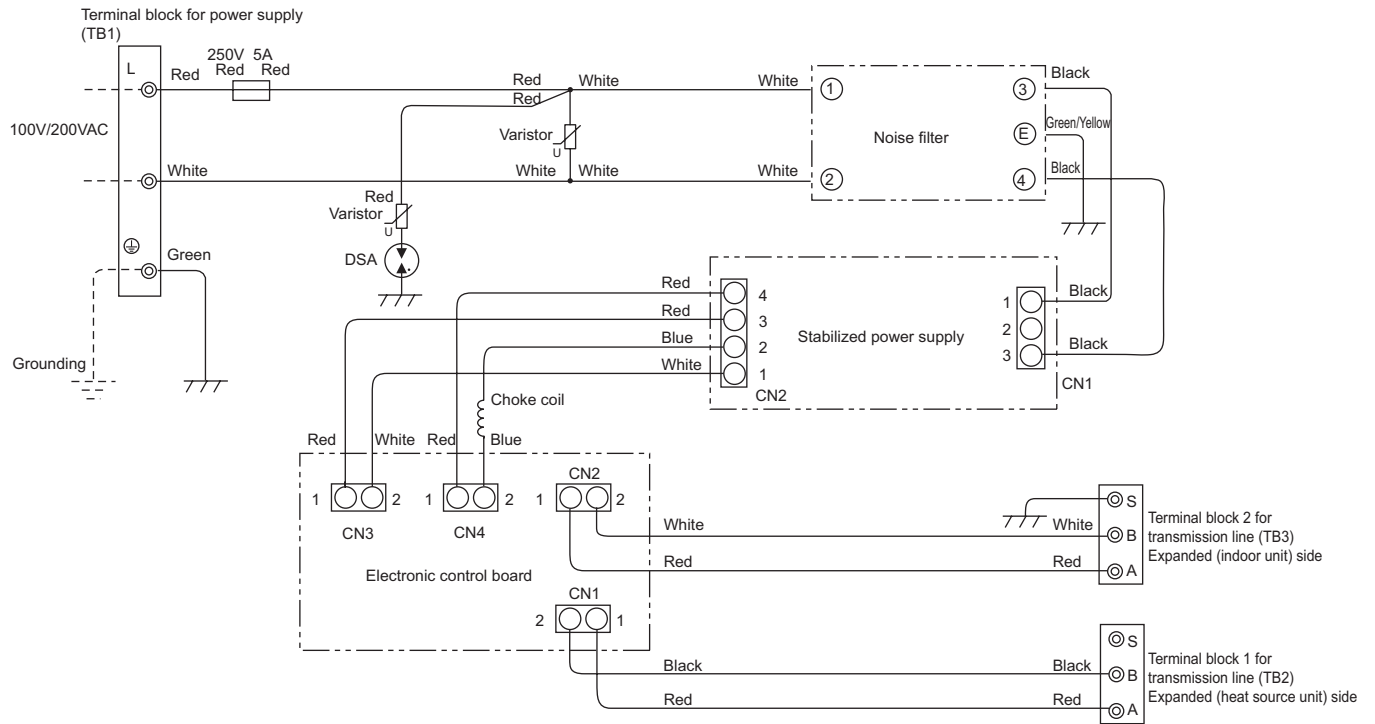 Terminal block for power supply
(TB1)
250V 5A
L
Red
Red
Red
Red
White
White
Black
1
3
Red
100V/200VAC
Varistor
U
Noise filter
Green/Yellow
E
White
White
White
White
Black
2
4
Red
Varistor
U
DSA
Green
Red
4
Red
3
Blue
2
White
1
CN2
Stabilized power supply
1
Black
2
3
Black
CN1
Grounding
Choke coil
Red
White
Red
Blue
CN2
1
2
1
2
1
2
CN3
CN4
White
White
Red
Red
S
B
A
Terminal block 2 for
transmission line (TB3)
Expanded (indoor unit) side
Electronic control board
CN1
2
1
Black
Black
Red
Red
S
B
A
Terminal block 1 for
transmission line (TB2)
Expanded (heat source unit) side